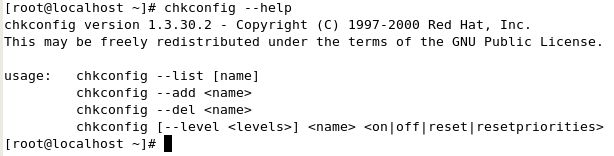 [root@localhost ~]# chkconfig --help
chkconfig version 1.3.30.2 - Copyright (C) 1997-2000 Red Hat, Inc.
This may be freely redistributed under the terms of the GNU Public License.
usage:   chkconfig --list [name]
         chkconfig --add <name>
         chkconfig --del <name>
         chkconfig [--level <levels>] <name> <on|off|reset|resetpriorities>
[root@localhost ~]#